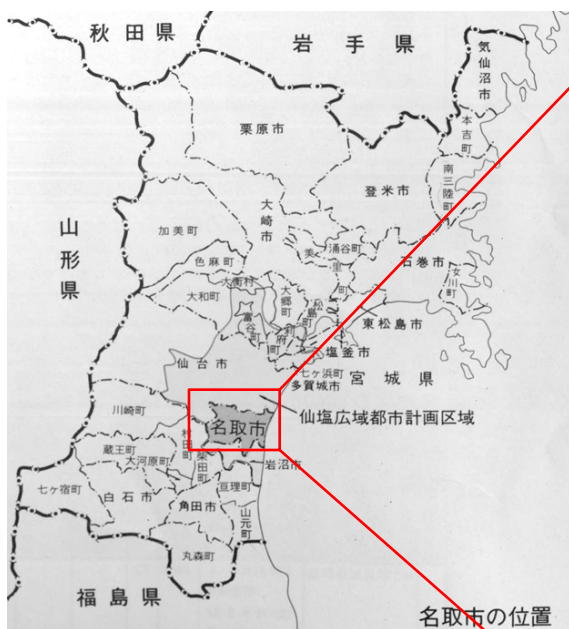 秋田県
岩手県
気仙沼市
本吉町
栗原市
登米市
南三陸町
大崎市
山形県
加美町
涌谷町
美里町
色麻町
石巻市
女川町
大衡村
大和町
大郷町
松島町
富谷町
利府町
東松島市
塩釜市
仙台市
七ヶ浜町
多賀城市
宮城県
川崎町
仙塩広域都市計画区域
名取市
村田町
蔵王町
大河原町
柴田町
岩沼市
七ヶ宿町
白石市
亘理町
角田市
山元町
丸森町
福島県
名取市の位置